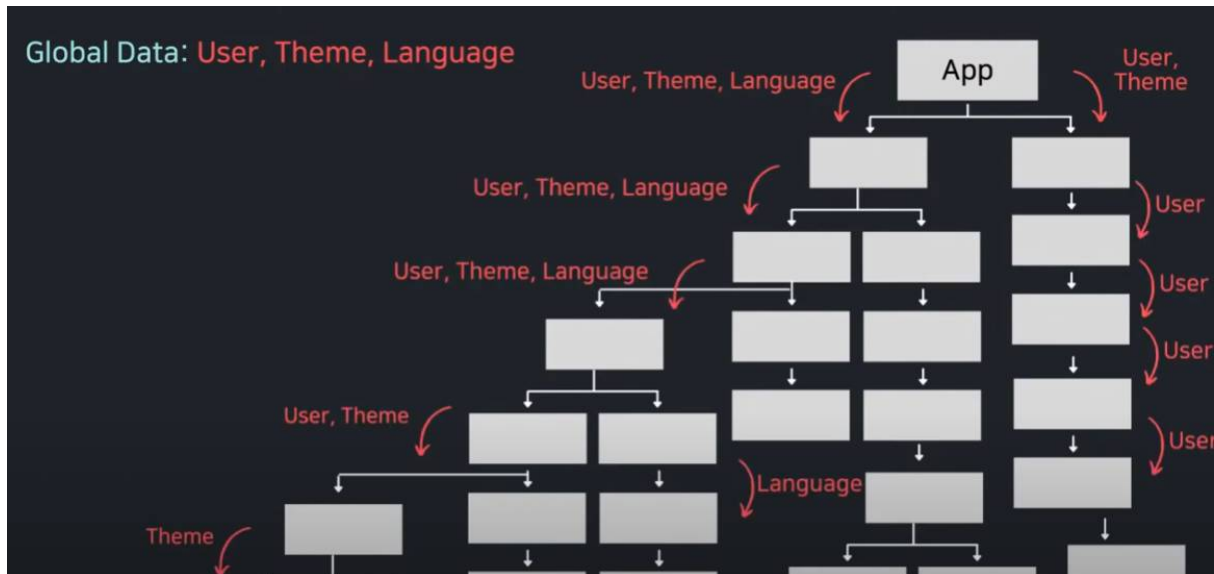 Global Data: User, Theme, Language
App
User,
Theme
User, Theme, Language
User, Theme, Language
User
User, Theme, Language
User
User
User, Theme
User
Language
Theme